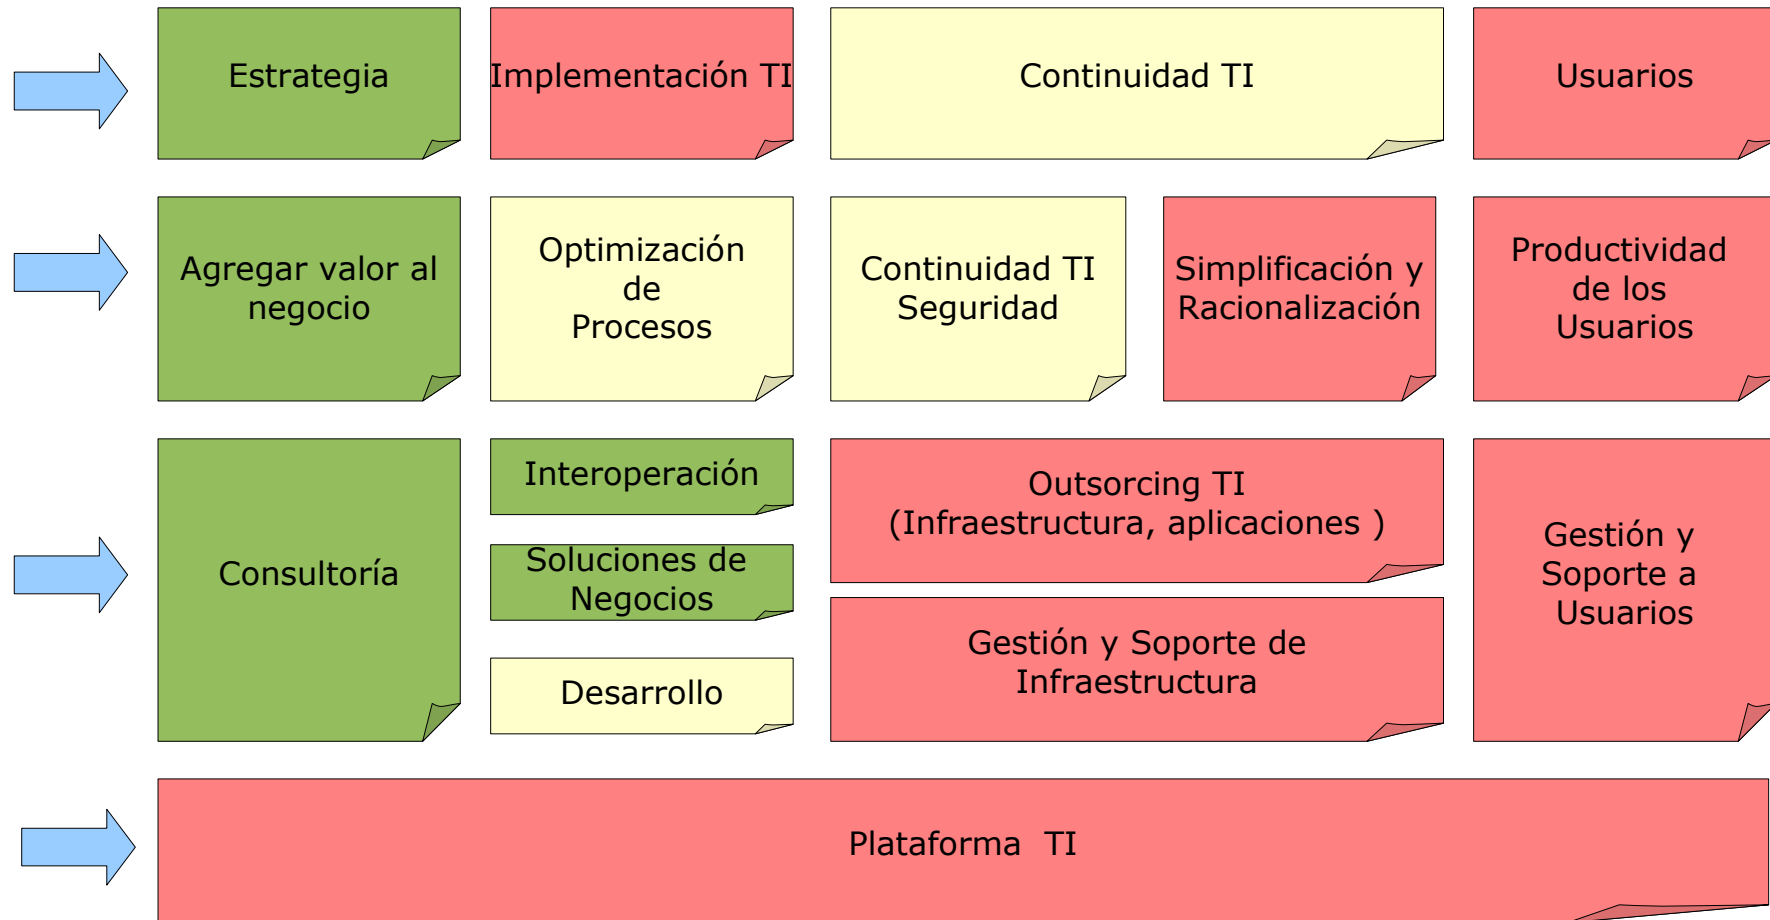 Estrategia
Implementación TI
Continuidad TI
Usuarios
Agregar valor al
negocio
Optimización
de
Procesos
Continuidad TI
Seguridad
Simplificación y
Racionalización
Productividad
de los
Usuarios
Consultoría
Interoperación
Soluciones de
Negocios
Desarrollo
Outsorcing TI
(Infraestructura, aplicaciones )
Gestión y Soporte de
Infraestructura
Gestión y
Soporte a
Usuarios
Plataforma  TI